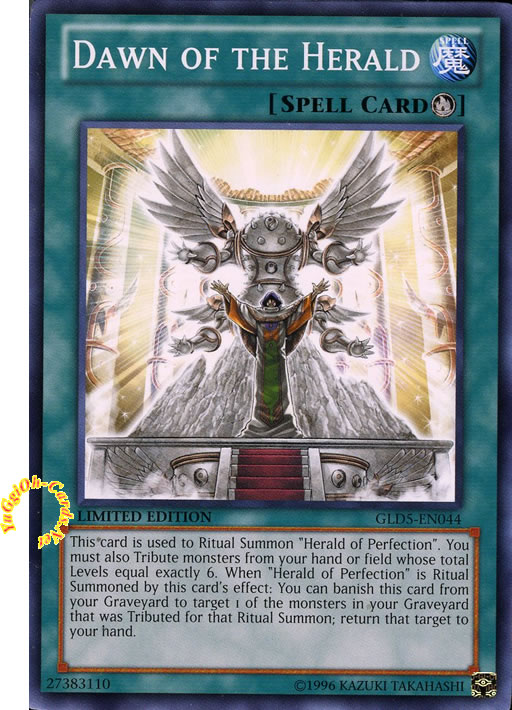 DAWN OF THE HERALD
SPELL
魔
[SPELL CARD]
LIMITED EDITION
GLD5-EN044
YuGoiOh-Cards.Net
This card is used to Ritual Summon "Herald of Perfection". You
must also Tribute monsters from your hand or field whose total
Levels equal exactly 6. When "Herald of Perfection" is Ritual
Summoned by this card's effect: You can banish this card from
your Graveyard to target 1 of the monsters in your Graveyard
that was Tributed for that Ritual Summon; return that target to
your hand.
27383110
©1996 KAZUKI TAKAHASHI